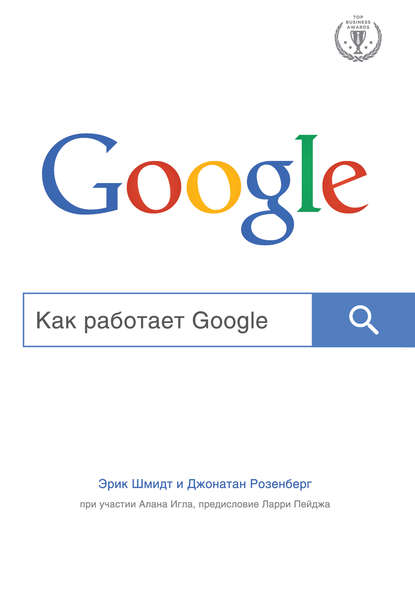 TOP
BUSINESS
AWARDS
Google
Как работает Google
Эрик Шмидт и Джонатан Розенберг
при участии Алана Игла, предисловие Ларри Пейджа